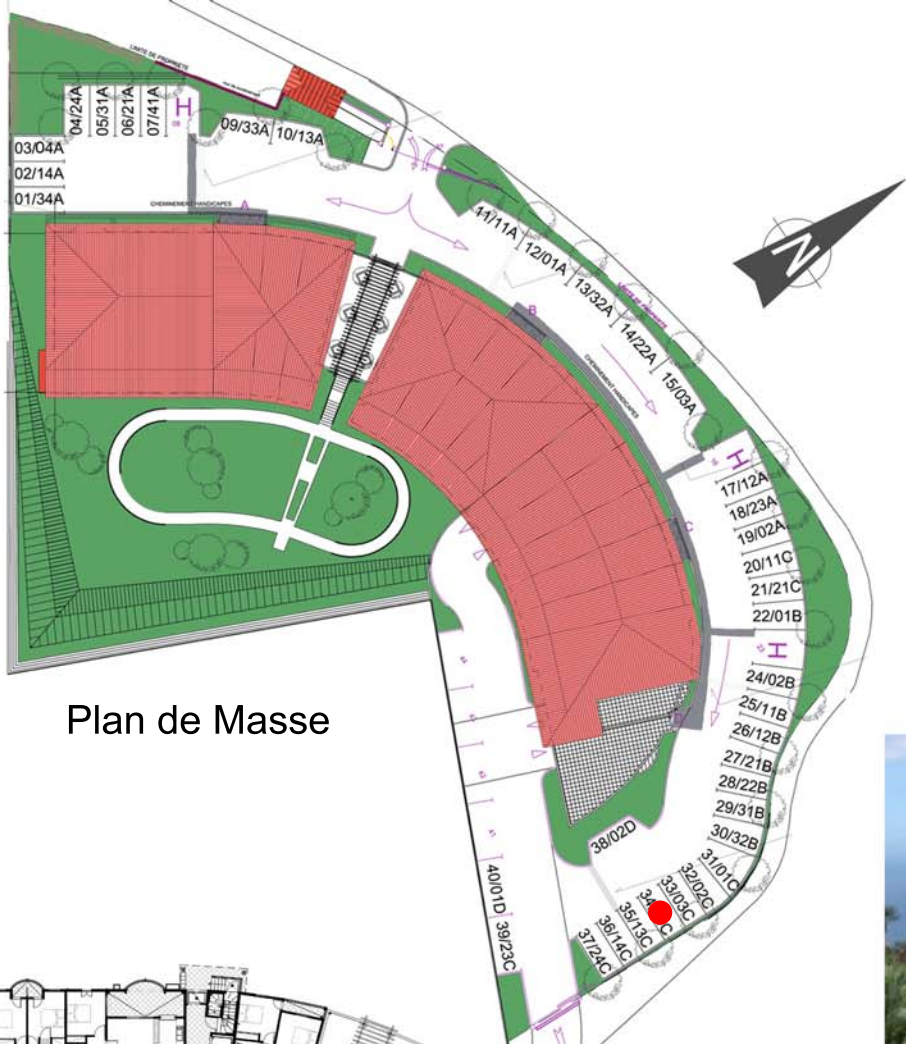 LIMITE DE PROPRIETE
04/24A
05/31A
06/21A
07/41A
H
09/33A
10/13A
03/04A
02/14A
01/34A
CHEMINEMENT HANDICAPES
A
11/11A
12/01A
13/32A
14/22A
15/03A
B
CHEMINEMENT HANDICAPES
N
H
17/12A
18/23A
19/02A
20/11C
21/21C
22/01B
C
H
24/02B
25/11B
26/12B
27/21B
28/22B
29/31B
30/32B
31/01C
32/02C
33/03C
35/13C
36/14C
37/24C
D
38/02D
40/01D
39/23C
Plan de Masse